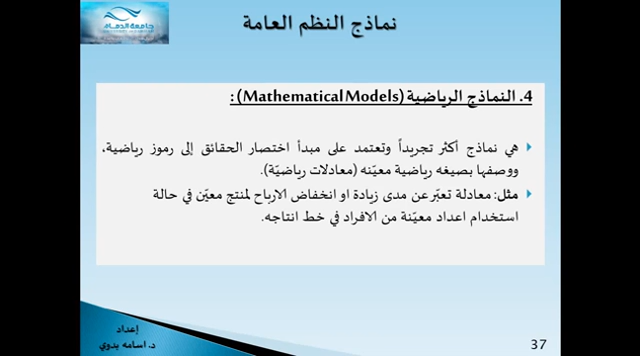 جامعة الدمام
نماذج النظم العامة
4. النماذج الرياضية (Mathematical Models):
هي نماذج أكثر تجريداً وتعتمد على مبدأ اختصار الحقائق إلى رموز رياضية،
ووصفها بصيغه رياضية معيّنه (معادلات رياضيّة).
مثل: معادلة تعبّر عن مدى زيادة او انخفاض الارباح لمنتج معيّن في حالة
استخدام اعداد معيّنة من الافراد في خط انتاجه.
إعداد
د. اسامه بدوي
37